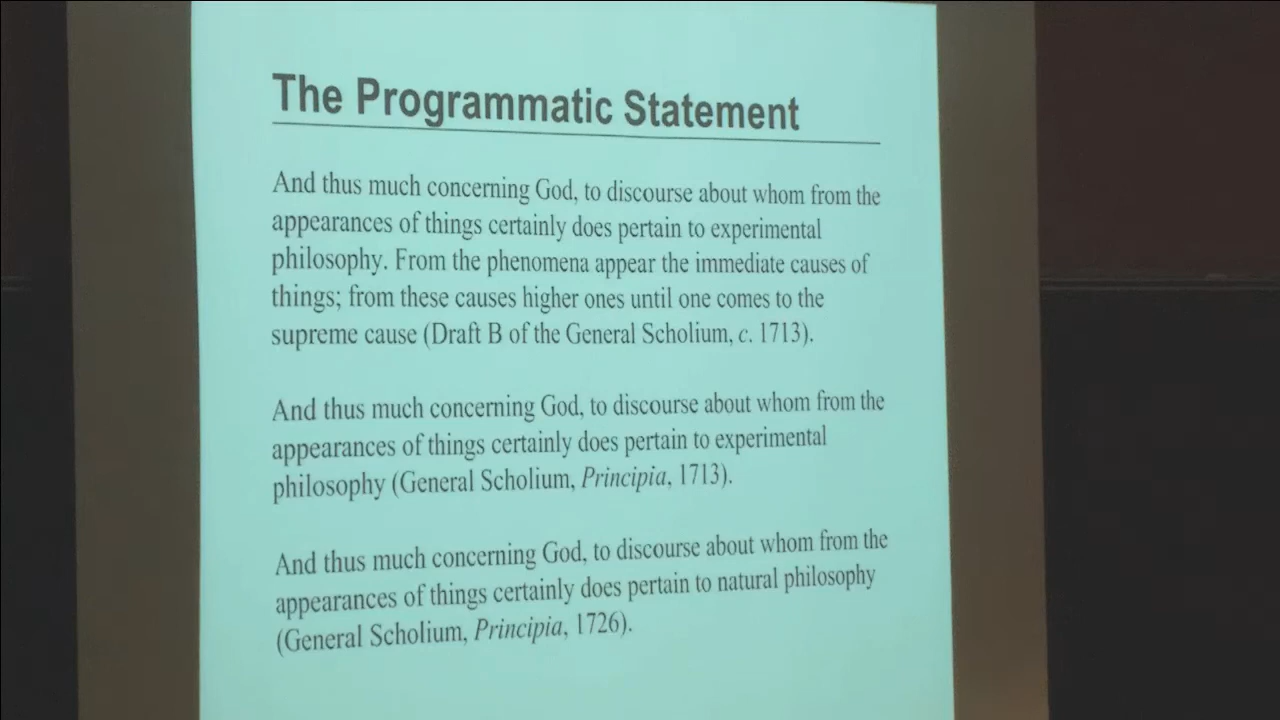 The Programmatic Statement
And thus much concerning God, to discourse about whom from the
appearances of things certainly does pertain to experimental
philosophy. From the phenomena appear the immediate causes of
things; from these causes higher ones until one comes to the
supreme cause (Draft B of the General Scholium, c. 1713).
And thus much concerning God, to discourse about whom from the
appearances of things certainly does pertain to experimental
philosophy (General Scholium, Principia, 1713).
And thus much concerning God, to discourse about whom from the
appearances of things certainly does pertain to natural philosophy
(General Scholium, Principia, 1726).